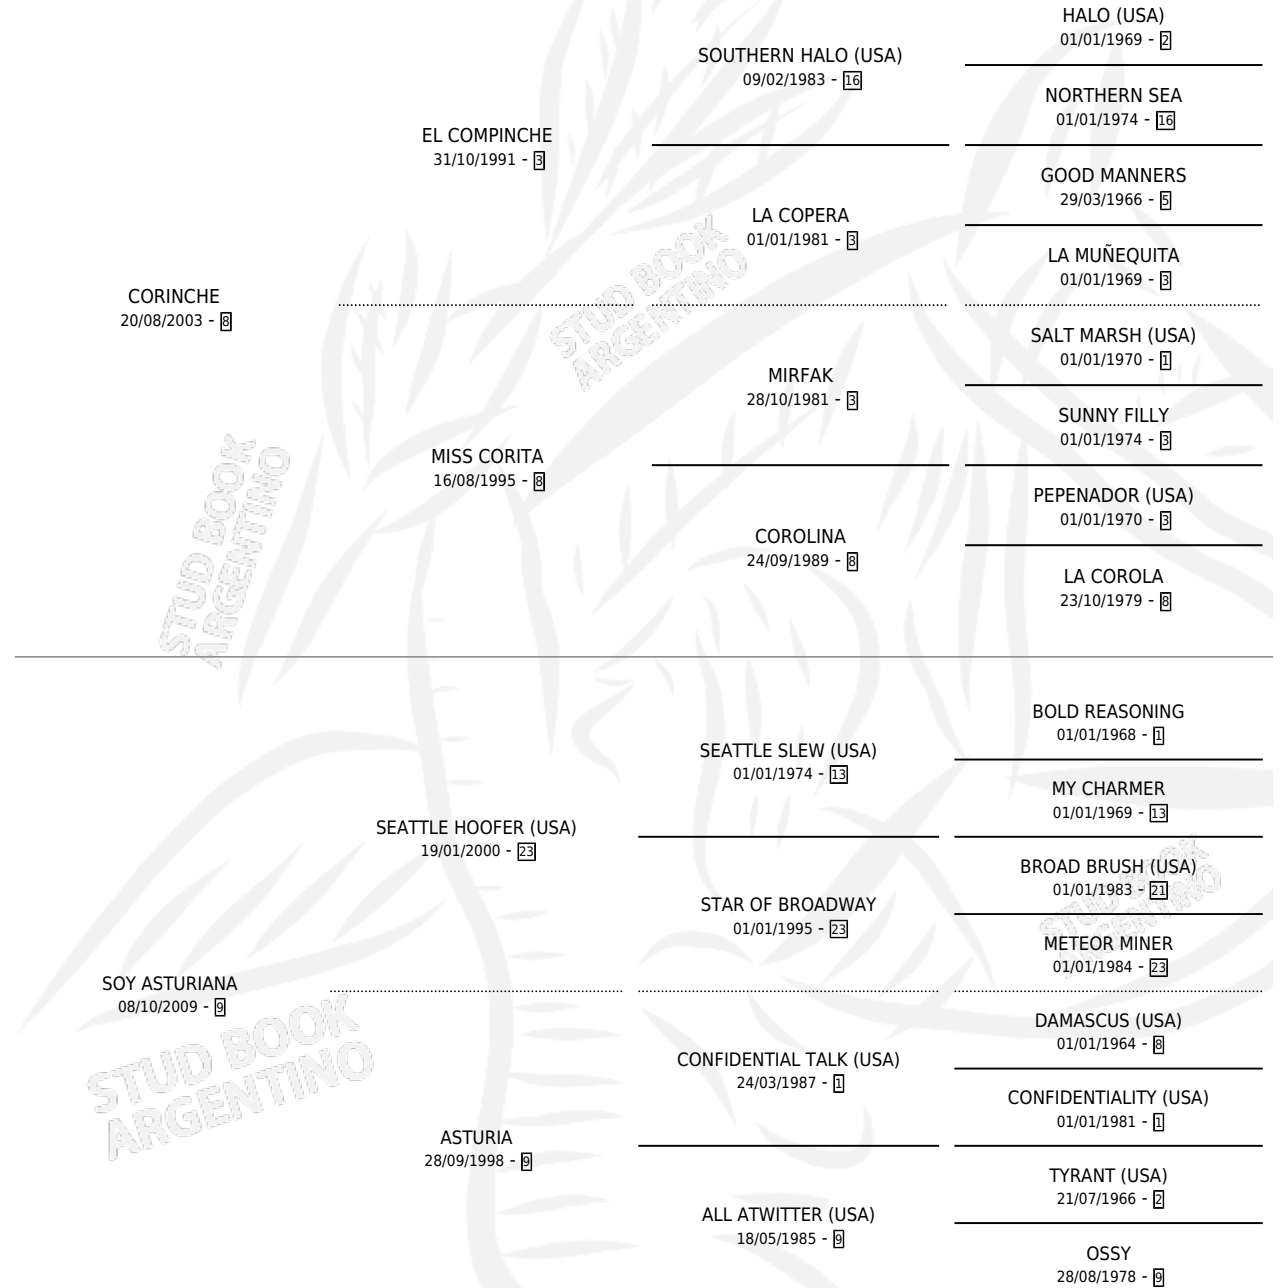 HALO (USA)
01/01/1969 - 2
SOUTHERN HALO (USA)
09/02/1983 - 16
NORTHERN SEA
01/01/1974 - 16
EL COMPINCHE
31/10/1991 - 3
GOOD MANNERS
29/03/1966 - 5
LA COPERA
01/01/1981 - 3
LA MUÑEQUITA
01/01/1969 - 3
CORINCHE
20/08/2003 - 8
SALT MARSH (USA)
01/01/1970 - 1
MIRFAK
28/10/1981 - 3
SUNNY FILLY
01/01/1974 - 3
MISS CORITA
16/08/1995 - 8
PEPENADOR (USA)
01/01/1970 - 3
COROLINA
24/09/1989 - 8
LA COROLA
23/10/1979 - 8
STUD BOOK
ARGENTINO
STUD BOOK
ARGENTINO
BOLD REASONING
01/01/1968 - 1
SEATTLE SLEW (USA)
01/01/1974 - 13
MY CHARMER
01/01/1969 - 13
SEATTLE HOOFER (USA)
19/01/2000 - 23
BROAD BRUSH (USA)
01/01/1983 - 21
STAR OF BROADWAY
01/01/1995 - 23
METEOR MINER
01/01/1984 - 23
STUD BOOK
ARGENTINO
SOY ASTURIANA
08/10/2009 - 9
DAMASCUS (USA)
01/01/1964 - 8
CONFIDENTIAL TALK (USA)
24/03/1987 - 1
CONFIDENTIALITY (USA)
01/01/1981 - 1
ASTURIA
28/09/1998 - 9
TYRANT (USA)
21/07/1966 - 2
ALL ATWITTER (USA)
18/05/1985 - 9
OSSY
28/08/1978 - 9
STUD BOOK
ARGENTINO